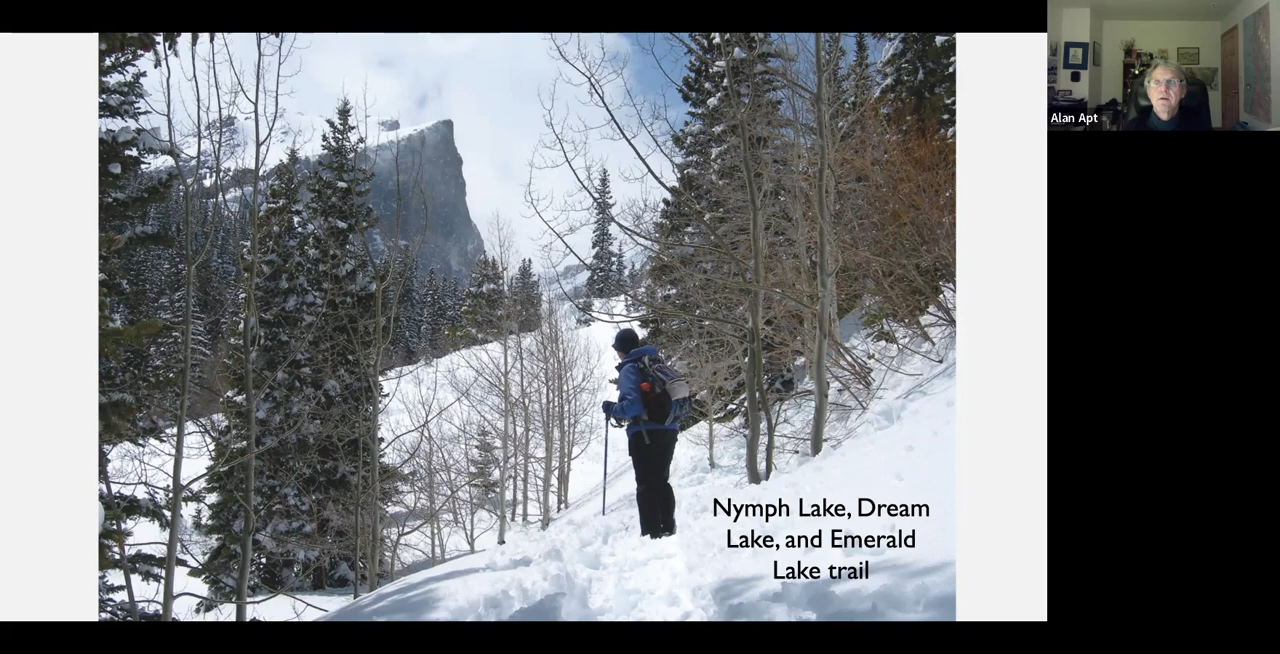 Alan Apt
Nymph Lake, Dream
Lake, and Emerald
Lake trail